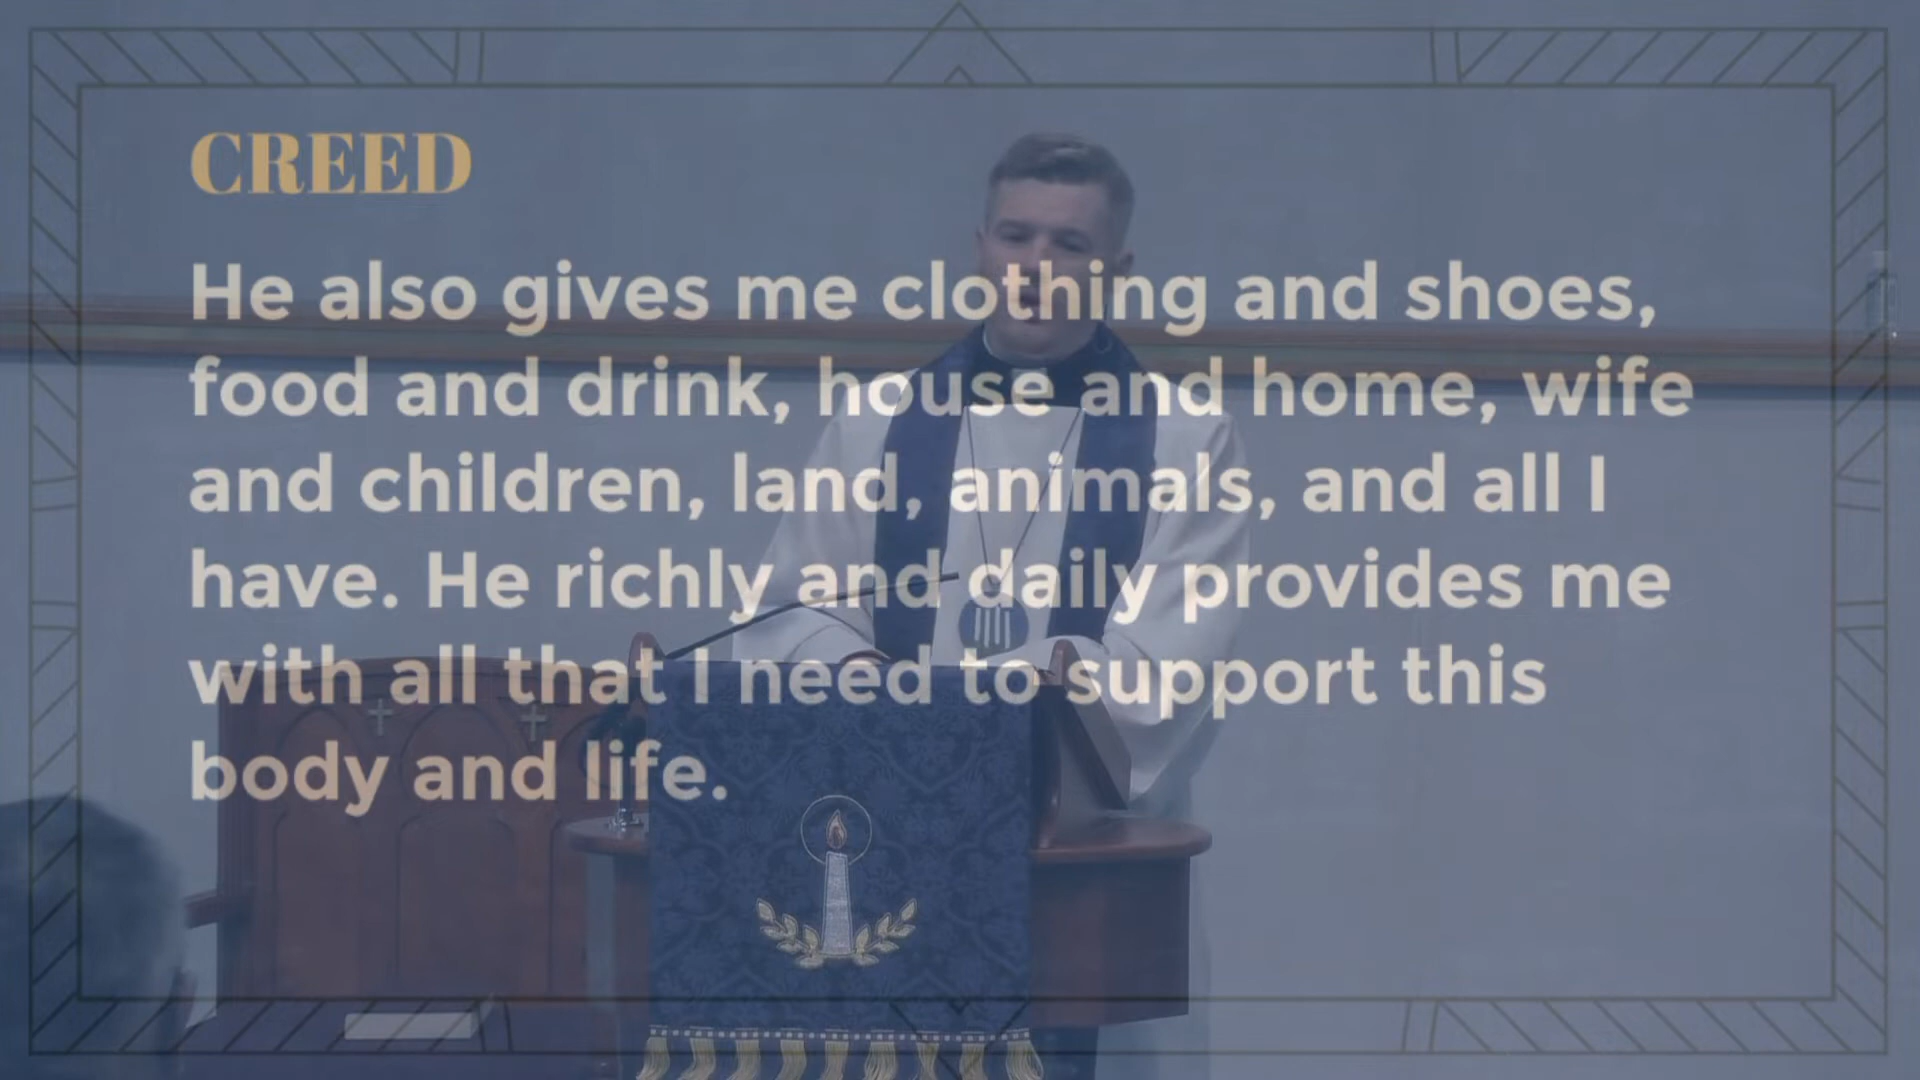 CREED
He also gives me clothing and shoes,
food and drink, house and home, wife
and children, land, animals, and all I
have. He richly and daily provides me
with all that I need to support this
body and life.